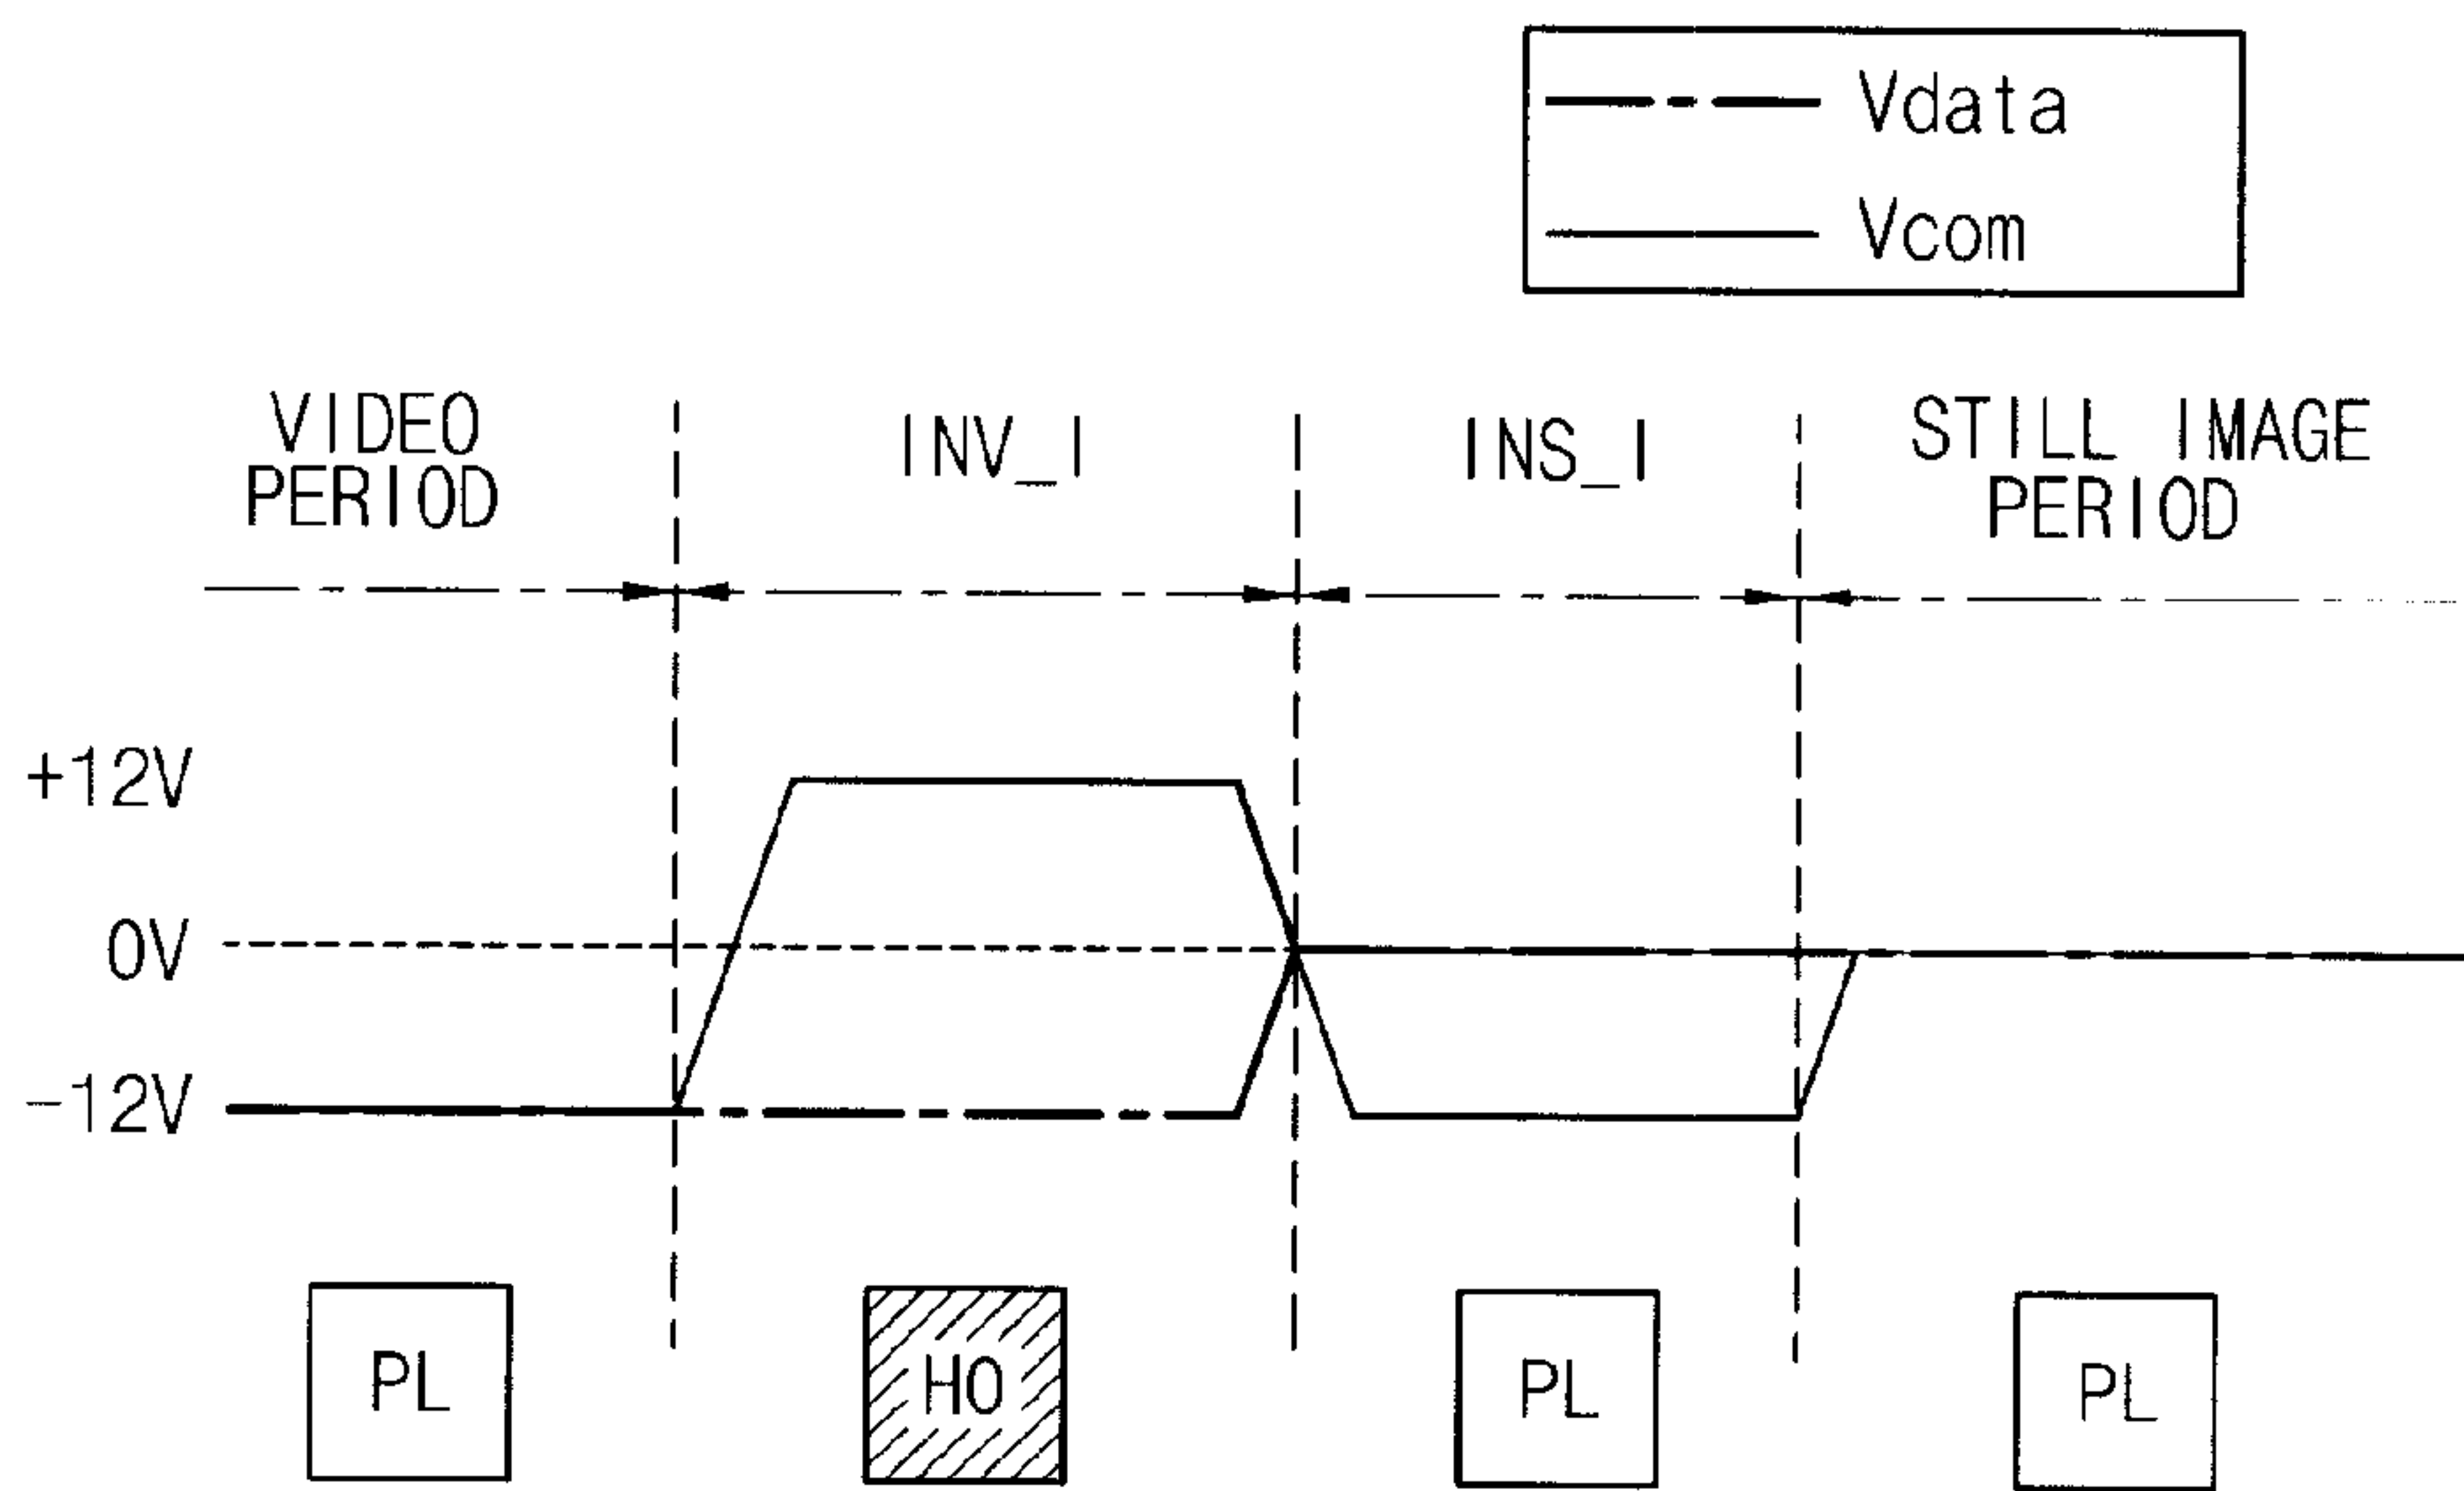 Vdata
Vcom
VIDEO
PERIOD
INV_I
INS_I
STILL IMAGE
PERIOD
+12V
0V
-12V
PL
HO
PL
PL